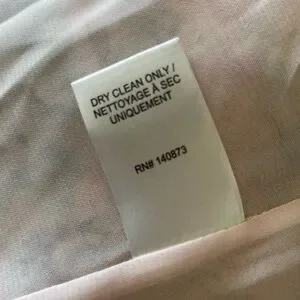 DRY CLEAN ONLY /
NETTOYAGE À SEC
UNIQUEMENT
RN# 140873